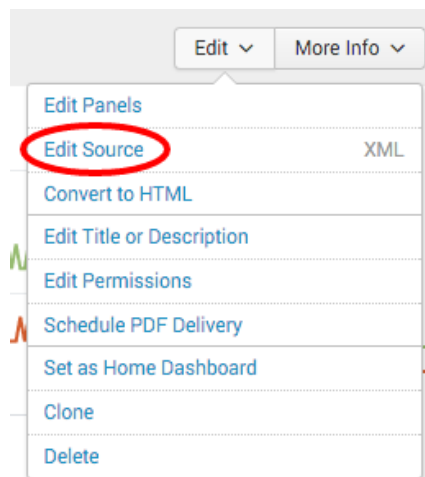 Edit More Info
Edit Panels
Edit Source XML
Convert to HTML
Edit Title or Description
Edit Permissions
Schedule PDF Delivery
Set as Home Dashboard
Clone
Delete